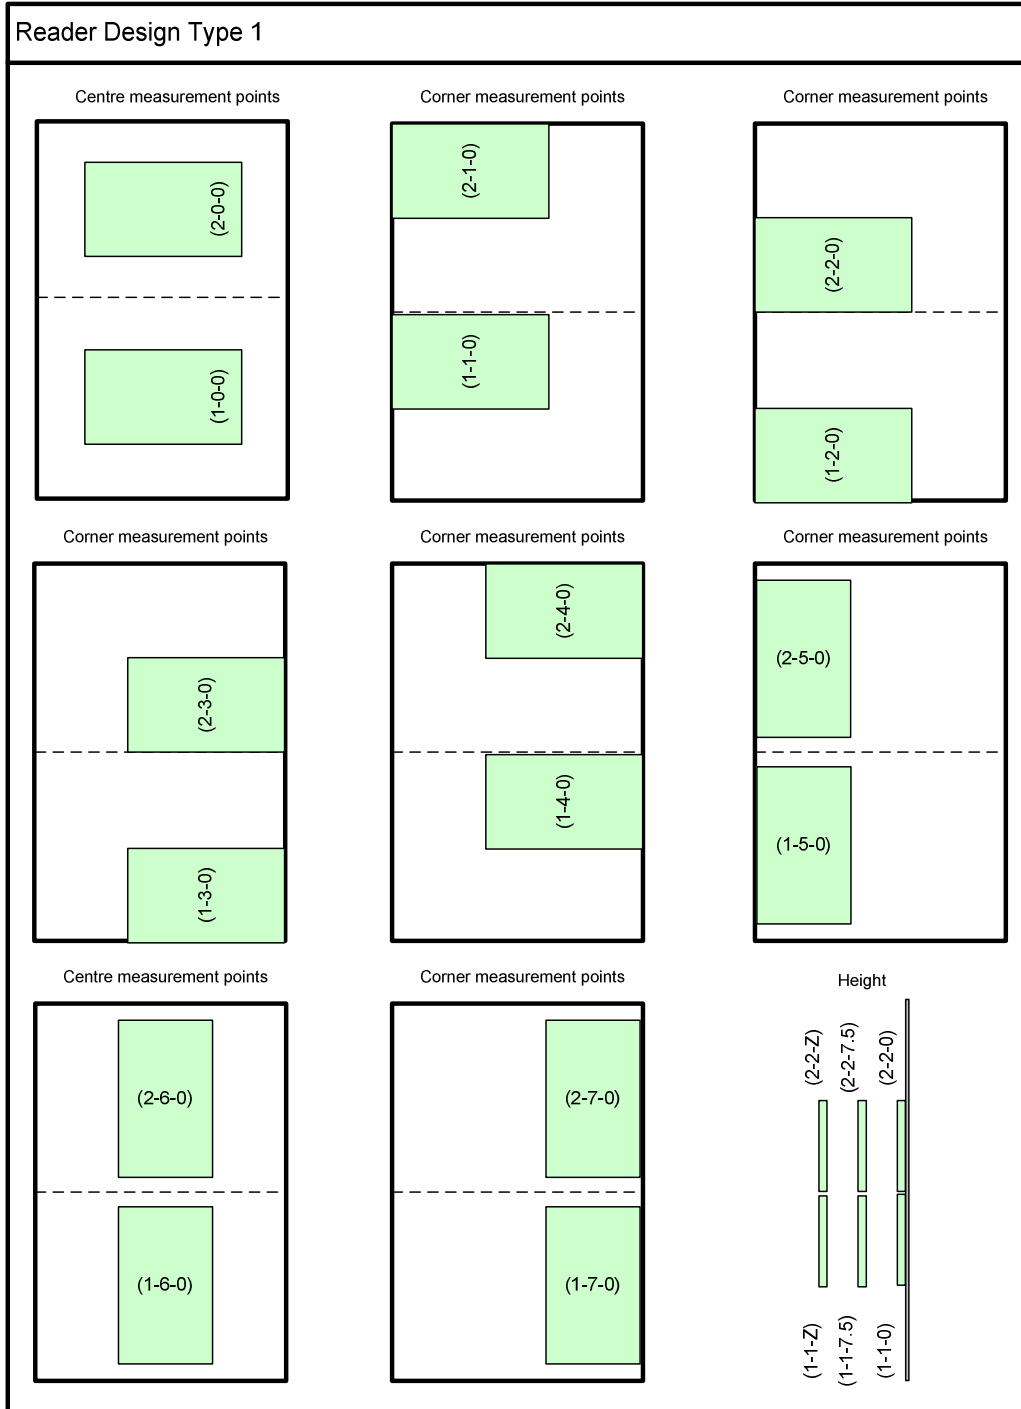 Reader Design Type 1
Centre measurement points
Corner measurement points
Corner measurement points
(2-0-0)
(1-0-0)
(2-1-0)
(1-1-0)
(2-2-0)
(1-2-0)
Corner measurement points
Corner measurement points
Corner measurement points
(2-3-0)
(1-3-0)
(2-4-0)
(1-4-0)
(2-5-0)
(1-5-0)
Centre measurement points
Corner measurement points
Height
(2-6-0)
(1-6-0)
(2-7-0)
(1-7-0)
(2-2-Z)
(2-2-7.5)
(2-2-0)
(1-1-Z)
(1-1-7.5)
(1-1-0)